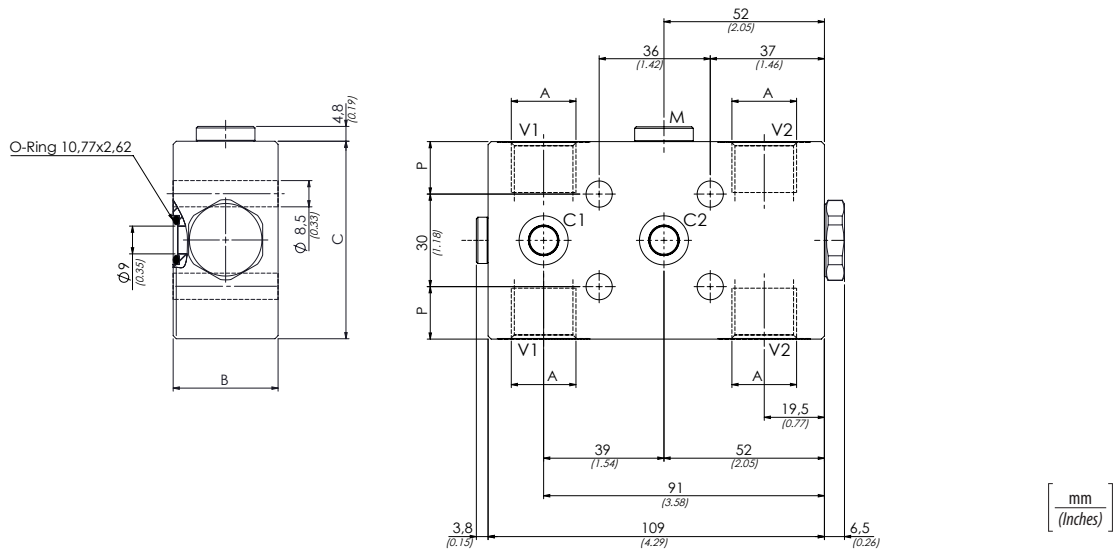 52
(2.05)
36
(1.42)
37
(1.46)
4,8
(0.19)
A
A
M
V1
V2
O-Ring 10,77x2,62
P
Ø 8,5
(0.33)
C
C1
C2
30
(1.18)
Ø9
(0.35)
P
V1
V2
B
A
A
19,5
(0.77)
39
(1.54)
52
(2.05)
91
(3.58)
3,8
(0.15)
109
(4.29)
6,5
(0.26)
mm
(Inches)